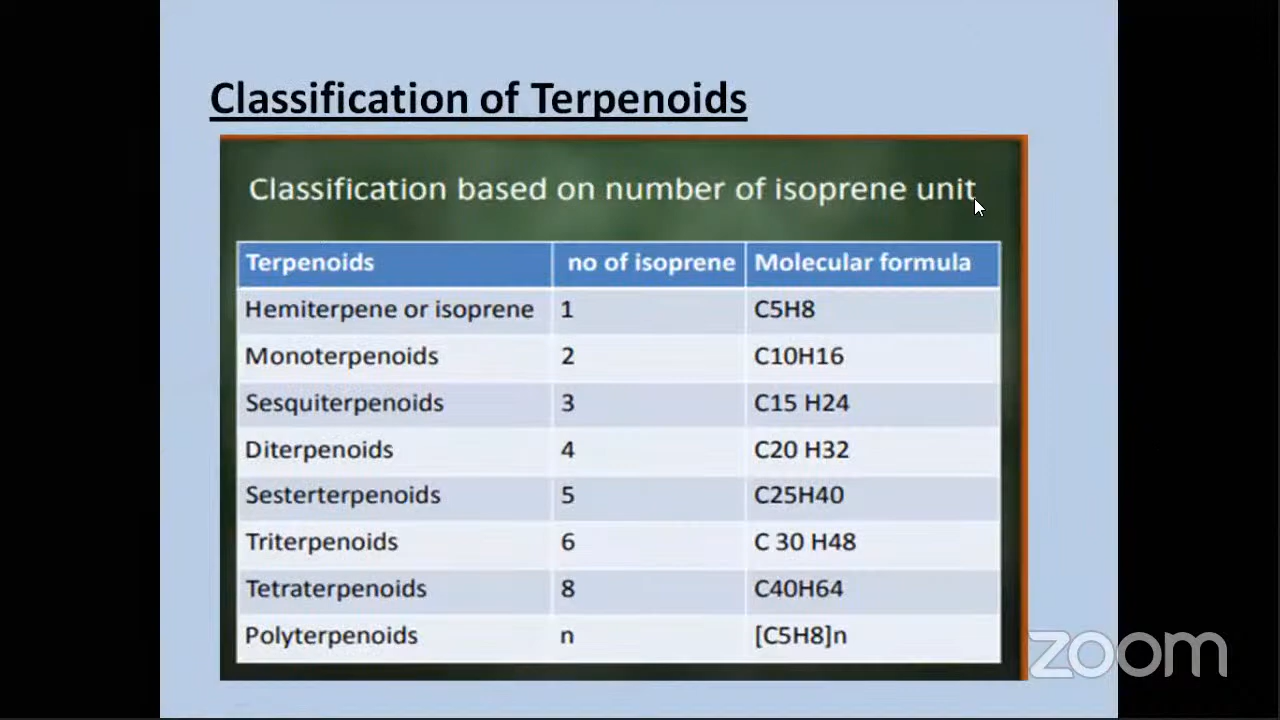 Classification of Terpenoids
Classification based on number of isoprene unit
Terpenoids no of isoprene Molecular formula
Hemiterpene or isoprene 1 C5H8
Monoterpenoids 2 C10H16
Sesquiterpenoids 3 C15 H24
Diterpenoids 4 C20 H32
Sesterterpenoids 5 C25H40
Triterpenoids 6 C 30 H48
Tetraterpenoids 8 C40H64
Polyterpenoids n [C5H8]n
zoom